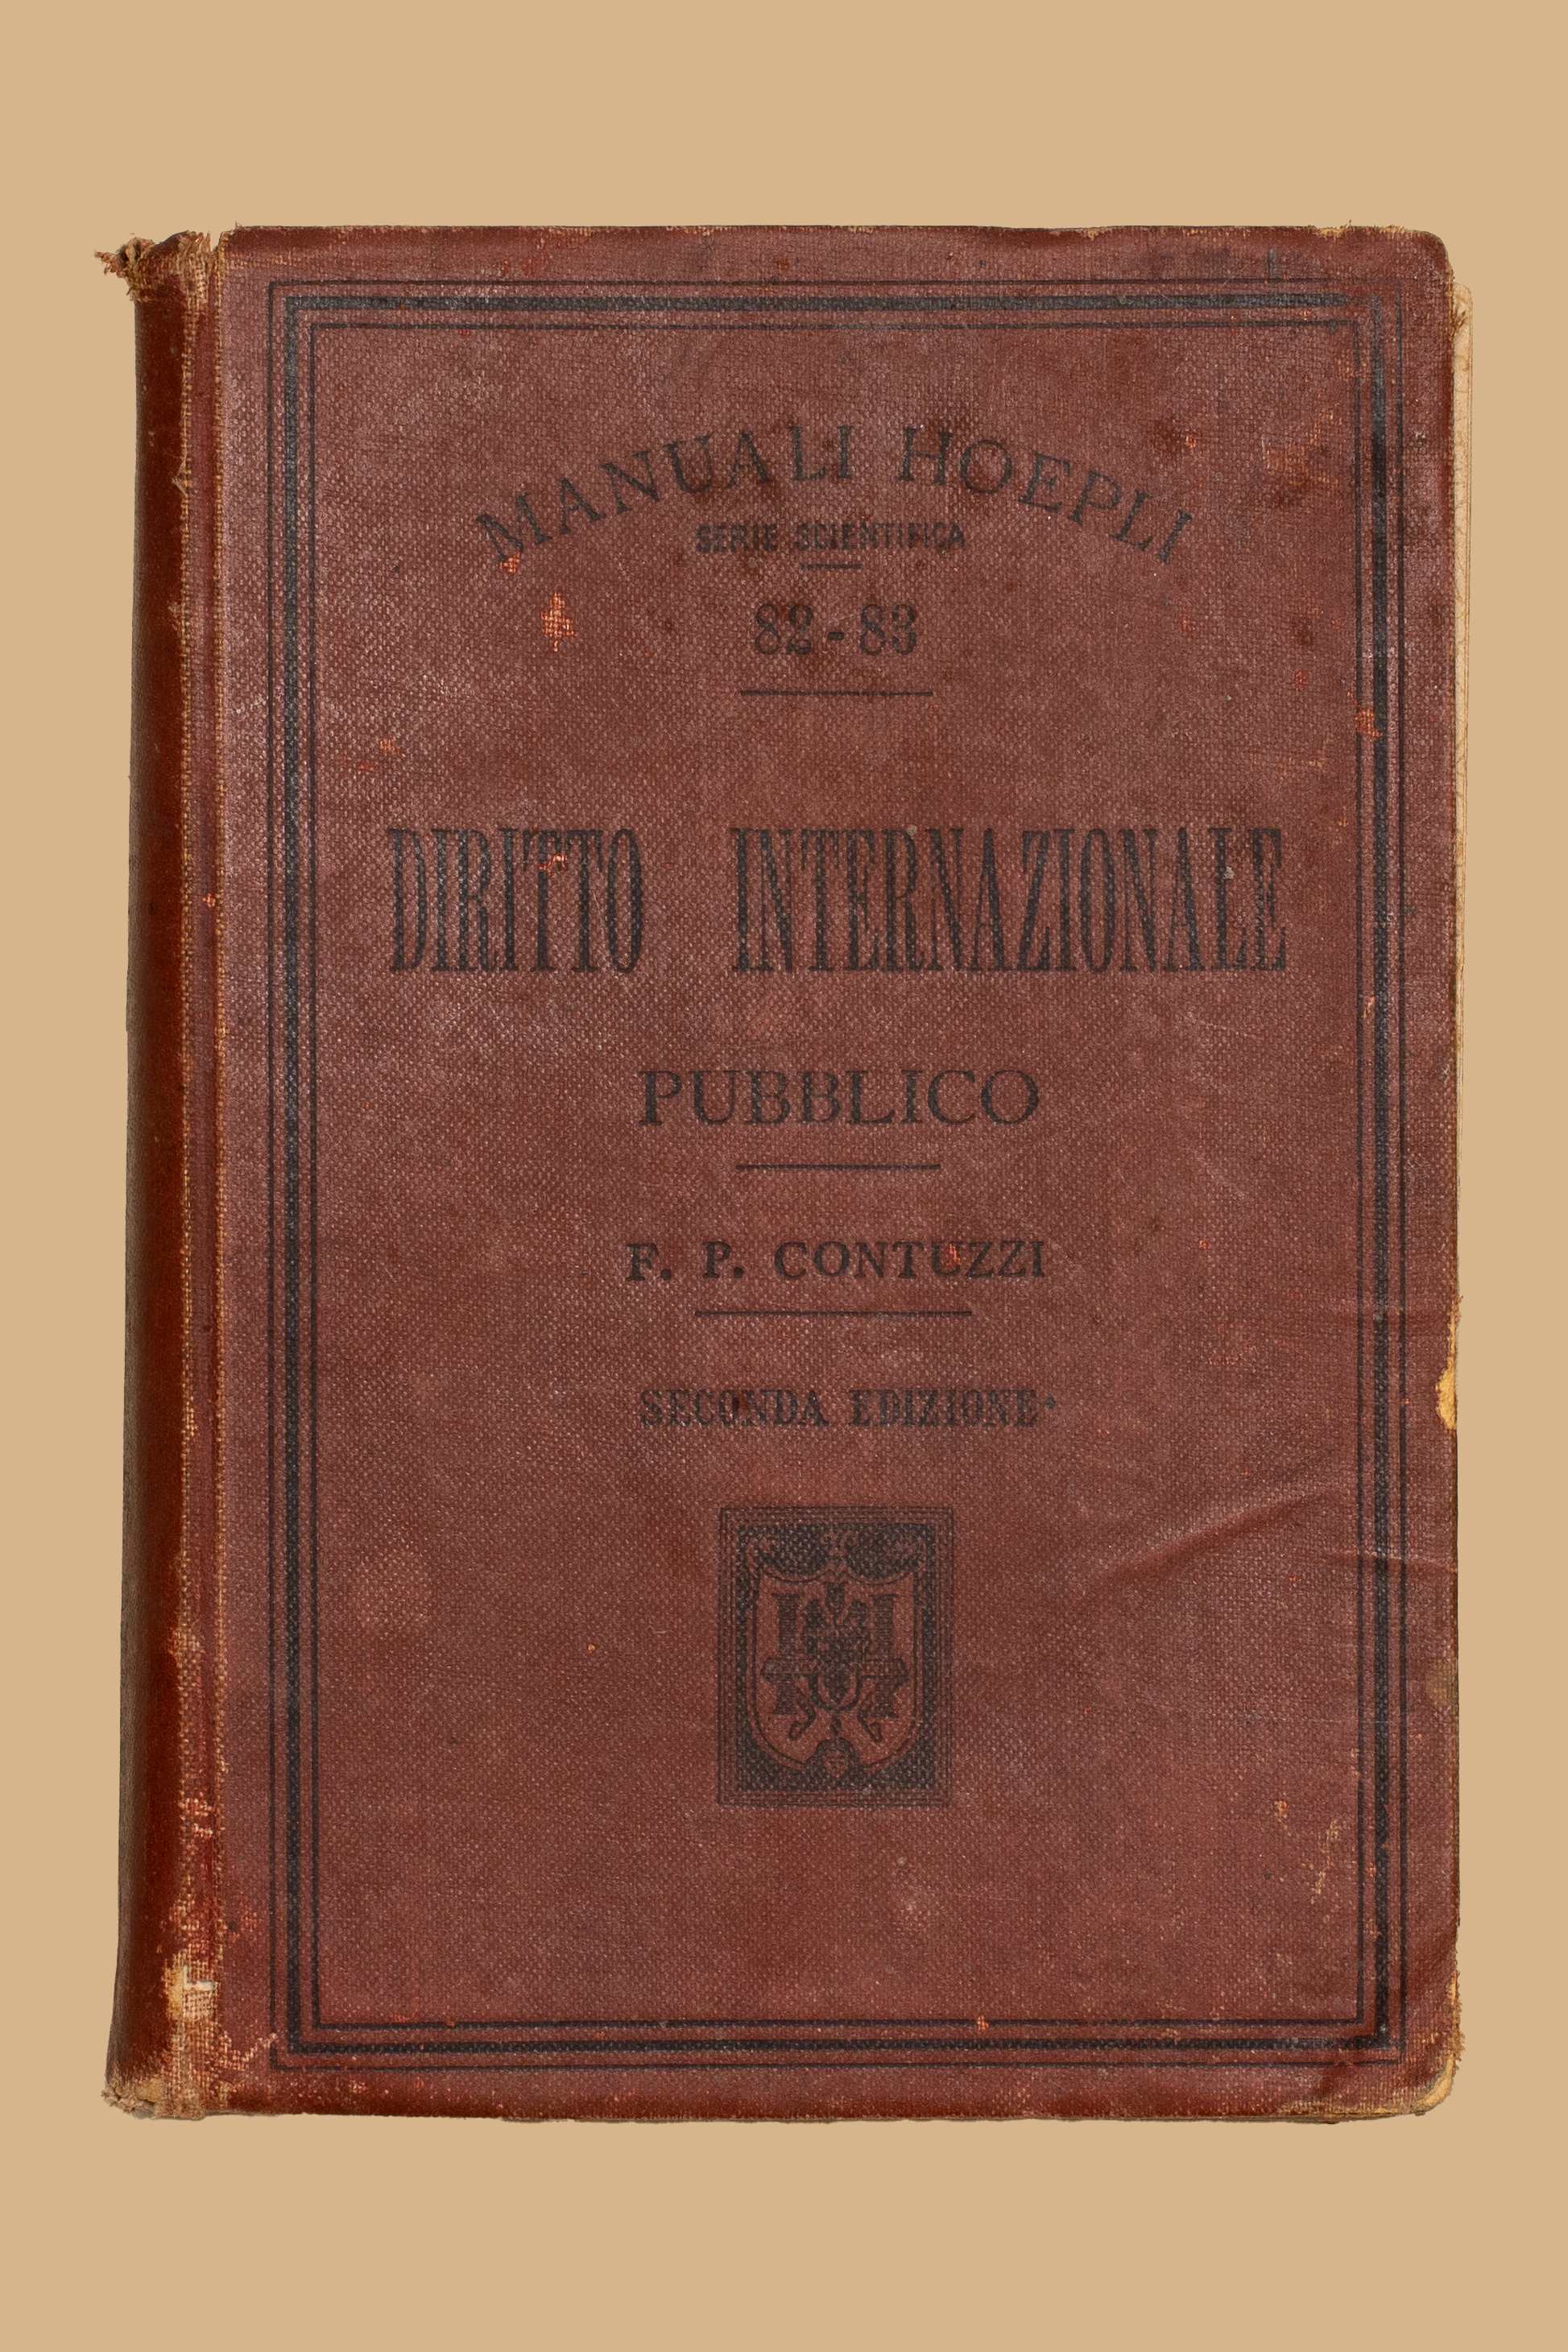 MANUALI HOEPLI
SERIE SCIENTIFICA
82-83
DIRITTO INTERNAZIONALE
PUBBLICO
F. P. CONTUZZI
SECONDA EDIZIONE